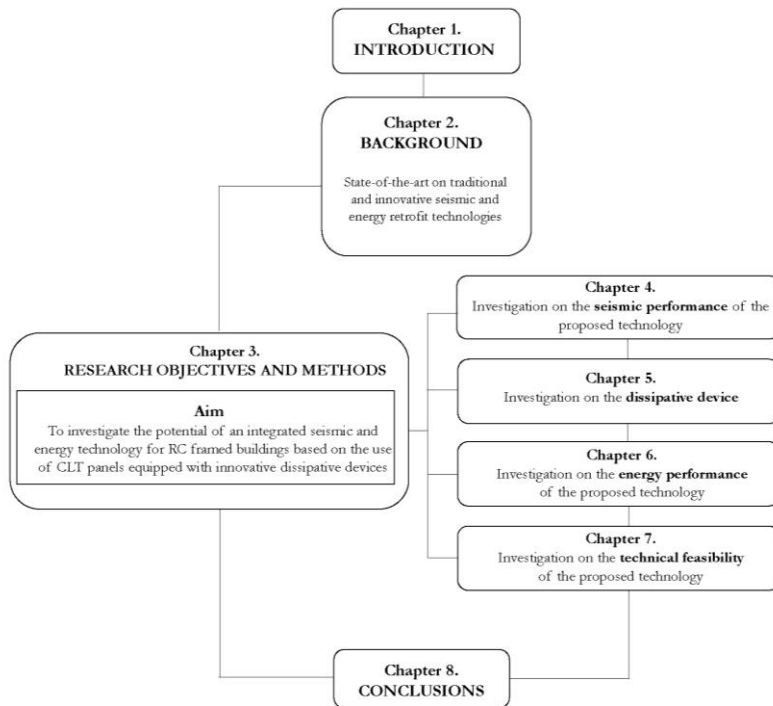 Chapter 1.
INTRODUCTION
Chapter 2.
BACKGROUND
State-of-the-art on traditional
and innovative seismic and
energy retrofit technologies
Chapter 3.
RESEARCH OBJECTIVES AND METHODS
Aim
To investigate the potential of an integrated seismic and
energy technology for RC framed buildings based on the use
of CLT panels equipped with innovative dissipative devices
Chapter 4.
Investigation on the seismic performance of the
proposed technology
Chapter 5.
Investigation on the dissipative device
Chapter 6.
Investigation on the energy performance
of the proposed technology
Chapter 7.
Investigation on the technical feasibility
of the proposed technology
Chapter 8.
CONCLUSIONS